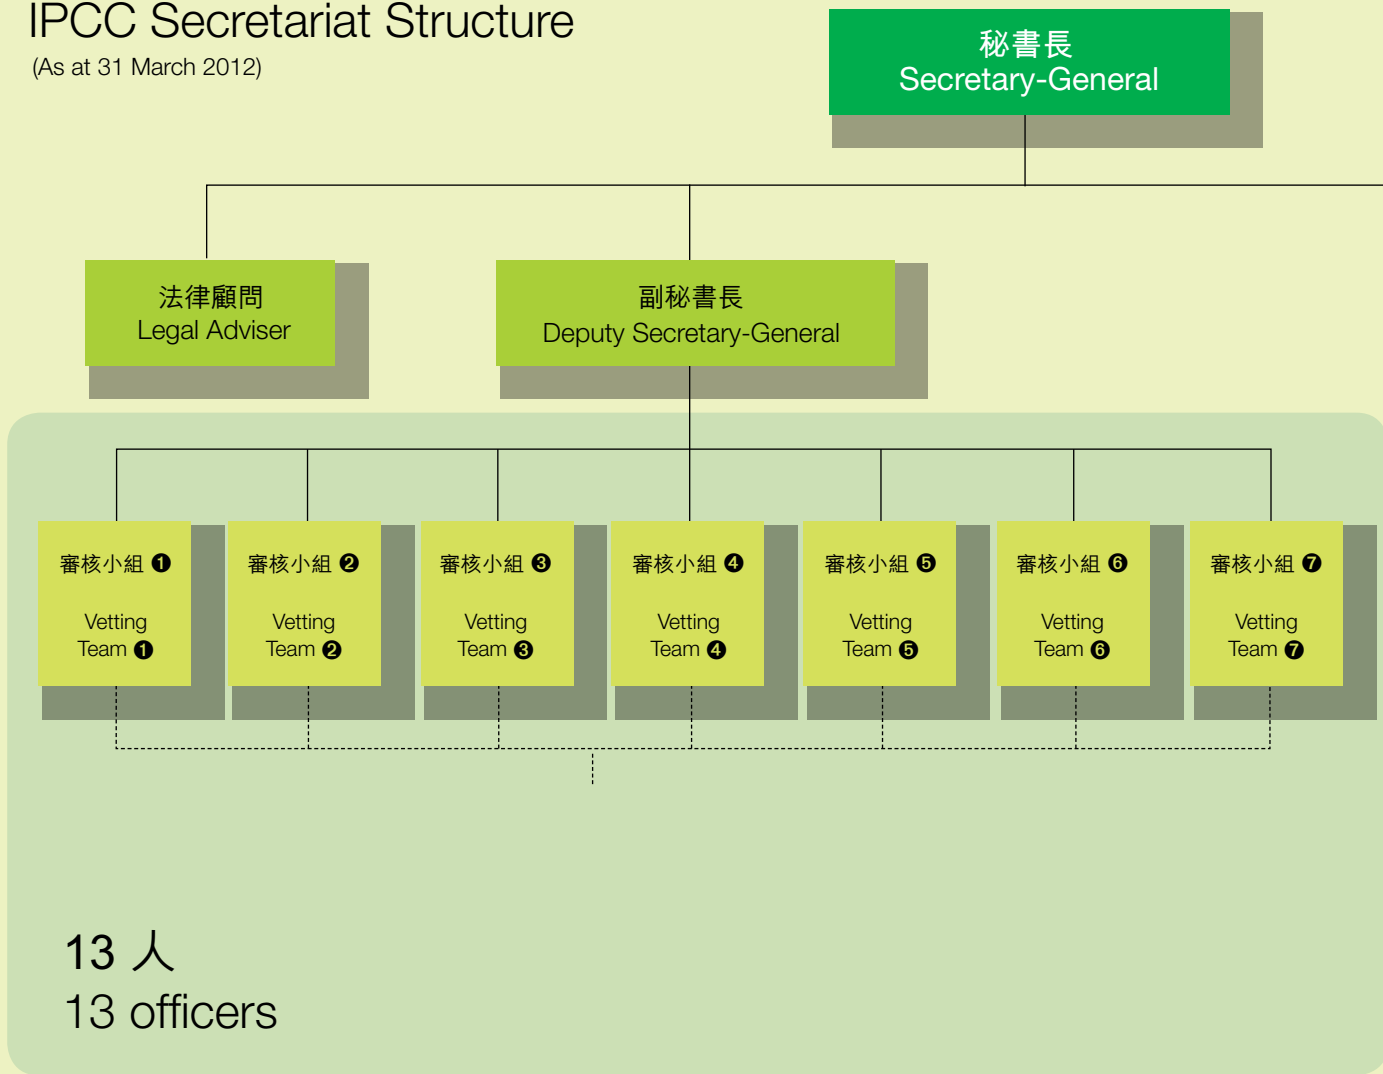 IPCC Secretariat Structure
(As at 31 March 2012)
秘書長
Secretary-General
法律顧問
Legal Adviser
副秘書長
Deputy Secretary-General
審核小組 ❶
Vetting
Team ❶
審核小組 ❷
Vetting
Team ❷
審核小組 ❸
Vetting
Team ❸
審核小組 ❹
Vetting
Team ❹
審核小組 ❺
Vetting
Team ❺
審核小組 ❻
Vetting
Team ❻
審核小組 ❼
Vetting
Team ❼
13 人
13 officers